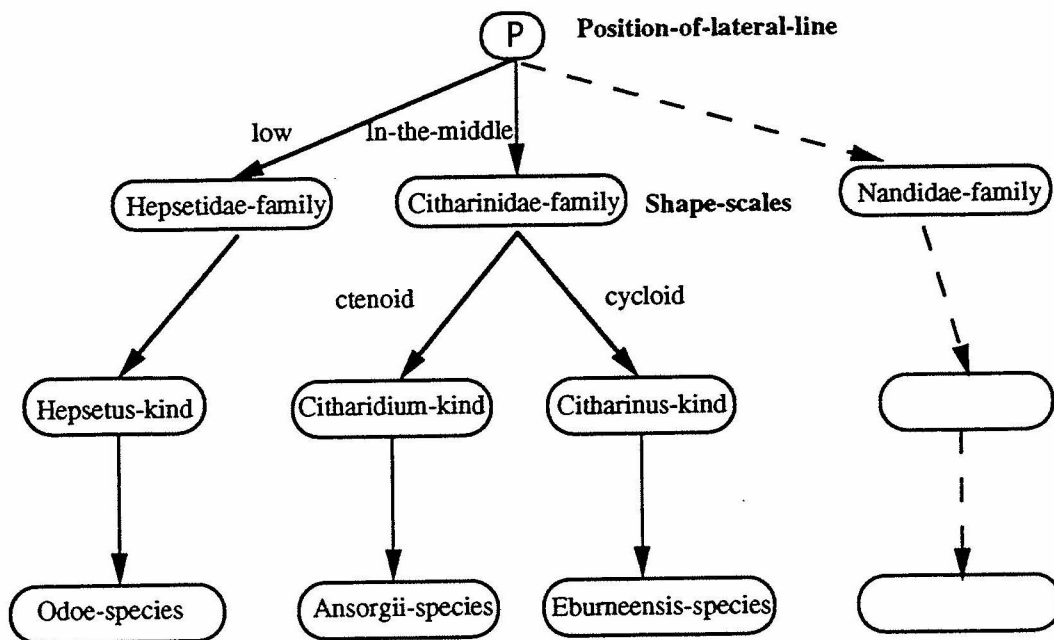 P
Position-of-lateral-line
low
In-the-middle
Hepsetidae-family
Citharinidae-family
Shape-scales
Nandidae-family
ctenoid
cycloid
Hepsetus-kind
Citharidium-kind
Citharinus-kind
Odoe-species
Ansorgii-species
Eburneensis-species